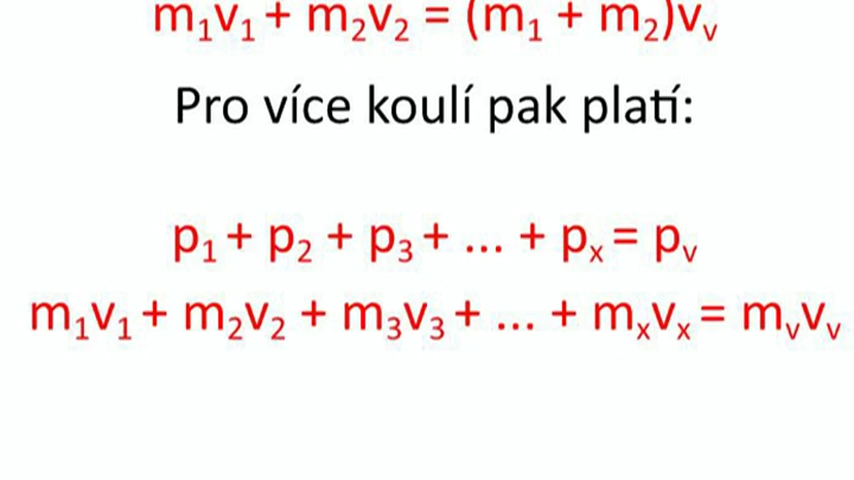 m₁v₁ + m₂v₂ = (m₁ + m₂)vᵥ
Pro více koulí pak platí:
p₁ + p₂ + p₃ + ... + pₓ = pᵥ
m₁v₁ + m₂v₂ + m₃v₃ + ... + mₓvₓ = mᵥvᵥ